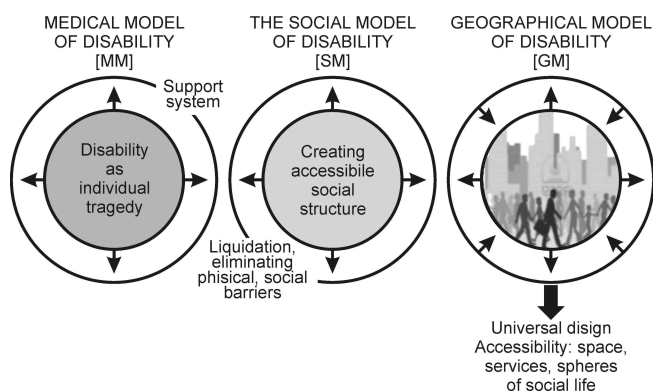 MEDICAL MODEL
OF DISABILITY
[MM]
THE SOCIAL MODEL
OF DISABILITY
[SM]
GEOGRAPHICAL MODEL
OF DISABILITY
[GM]
Support
system
Disability
as
individual
tragedy
Creating
accessibile
social
structure
Liquidation,
eliminating
phisical, social
barriers
Universal disign
Accessibility: space,
services, spheres
of social life